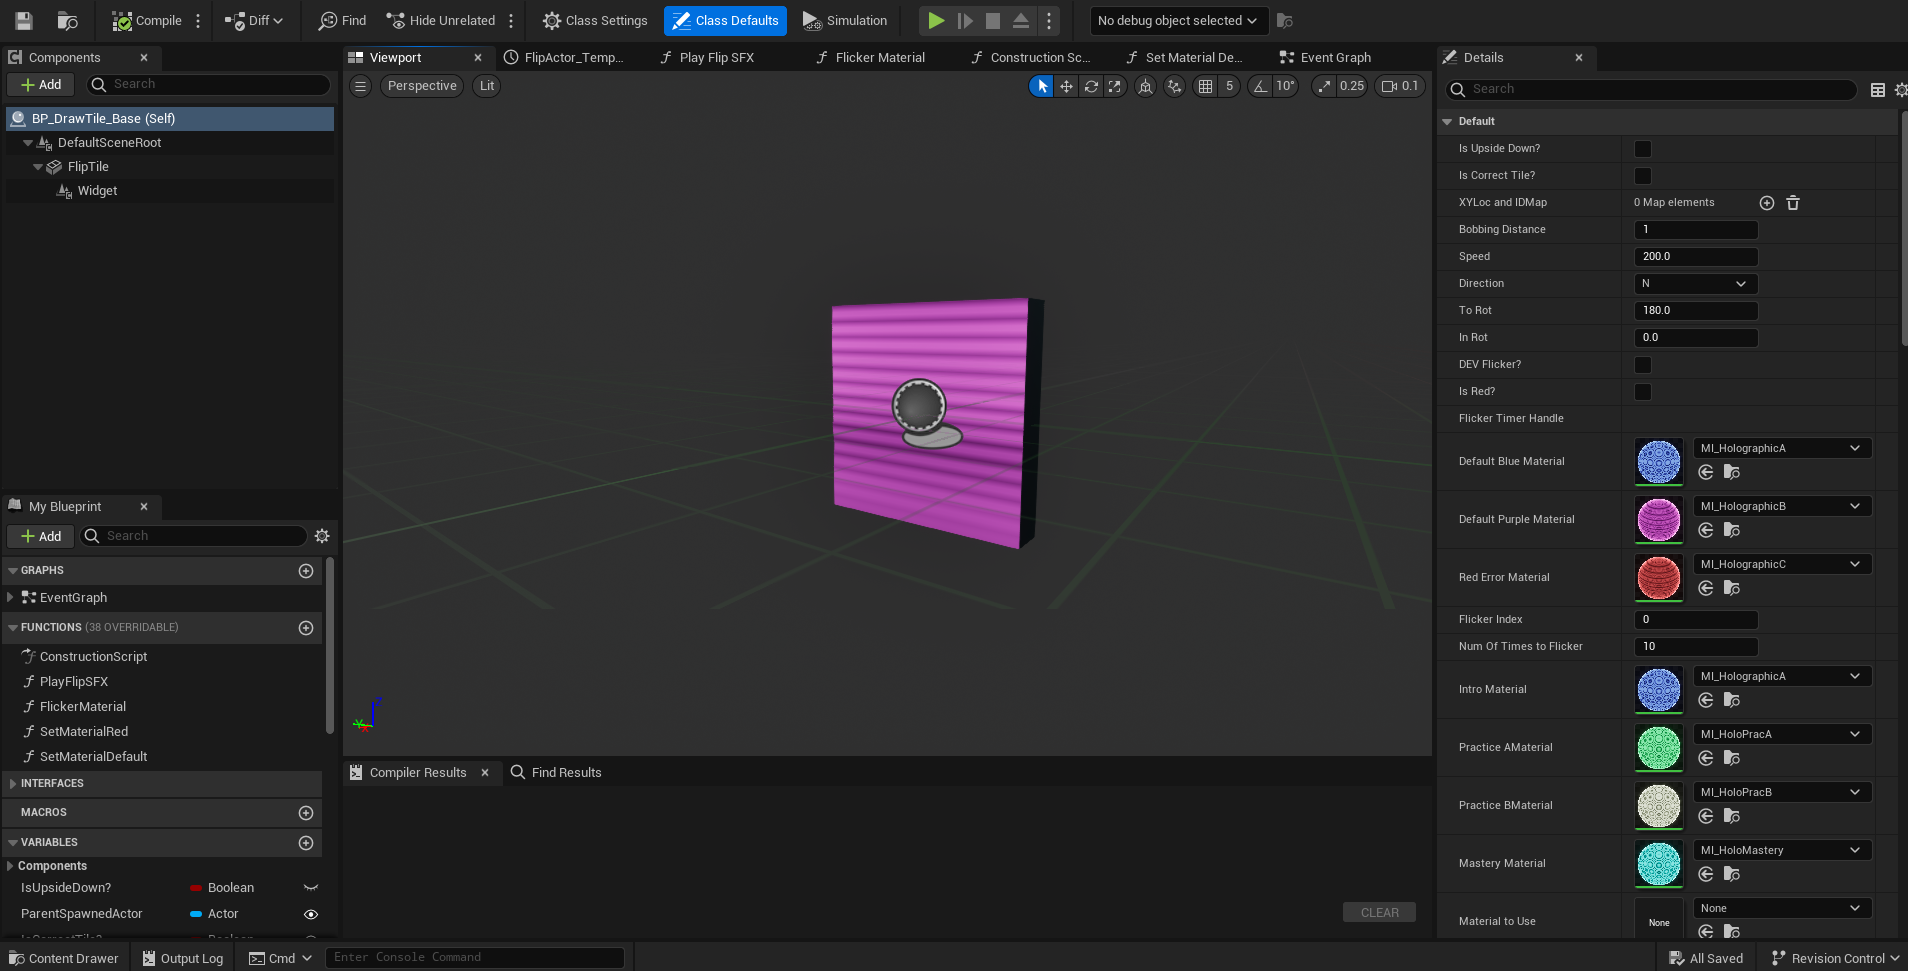 Compile
Diff
Find
Hide Unrelated
Class Settings
Class Defaults
Simulation
No debug object selected
Components
Viewport
FlipActor_Temp...
Play Flip SFX
Flicker Material
Construction Sc...
Set Material De...
Event Graph
Details
Add
Search
Perspective
Lit
5
10°
0.25
0.1
Search
BP_DrawTile_Base (Self)
DefaultSceneRoot
FlipTile
Widget
Default
Is Upside Down?
Is Correct Tile?
XYLoc and IDMap
0 Map elements
Bobbing Distance
1
Speed
200.0
Direction
N
To Rot
180.0
In Rot
0.0
DEV Flicker?
Is Red?
Flicker Timer Handle
Default Blue Material
MI_HolographicA
Default Purple Material
MI_HolographicB
Red Error Material
MI_HolographicC
Flicker Index
0
Num Of Times to Flicker
10
Intro Material
MI_HolographicA
Practice AMaterial
MI_HoloPracA
Practice BMaterial
MI_HoloPracB
Mastery Material
MI_HoloMastery
Material to Use
None
None
My Blueprint
Add
Search
GRAPHS
EventGraph
FUNCTIONS (38 OVERRIDABLE)
ConstructionScript
PlayFlipSFX
FlickerMaterial
SetMaterialRed
SetMaterialDefault
INTERFACES
MACROS
VARIABLES
Components
IsUpsideDown?
Boolean
ParentSpawnedActor
Actor
Z
Y
X
Compiler Results
Find Results
CLEAR
Content Drawer
Output Log
Cmd
Enter Console Command
All Saved
Revision Control